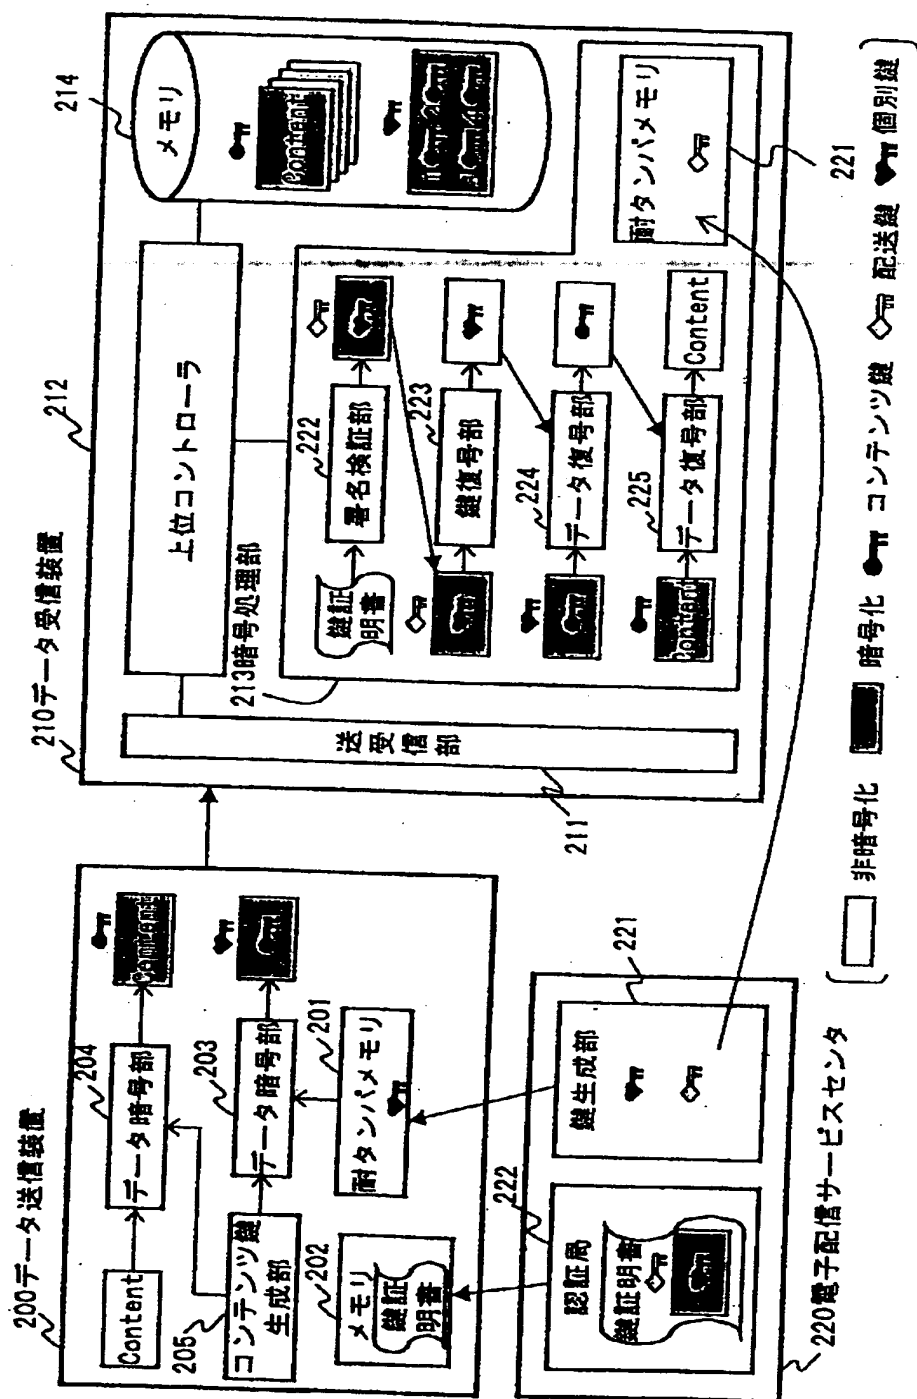 200データ送信装置
Content
204
データ暗号部
Content
205
コンテンツ鍵
生成部
203
データ暗号部
202
メモリ
鍵証
明書
201
耐タンパメモリ
220電子配信サービスセンタ
222
認証局
鍵証明書
221
鍵生成部
210データ受信装置
212
上位コントローラ
214
メモリ
Content
211
送受信部
213暗号処理部
鍵証
明書
222
署名検証部
223
鍵復号部
224
データ復号部
Content
225
データ復号部
Content
耐タンパメモリ
221
非暗号化
暗号化
コンテンツ鍵
配送鍵
個別鍵